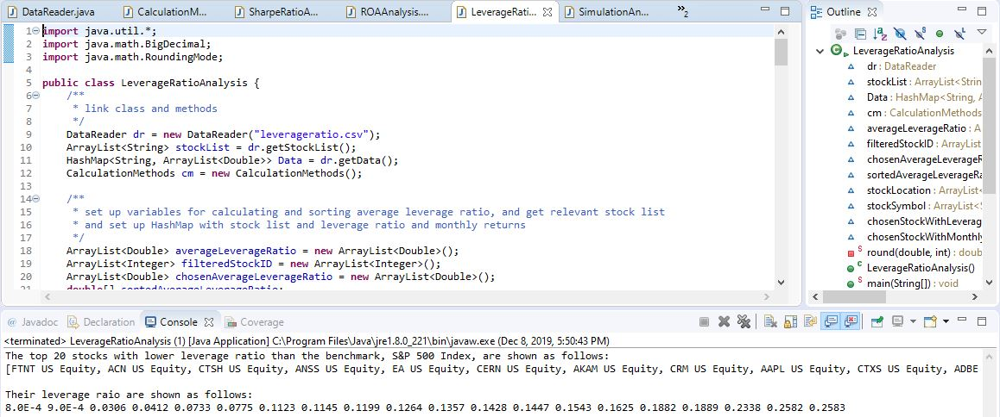 DataReader.java
CalculationM...
SharpeRatioA...
ROAAnalysis....
LeverageRati...
SimulationAn...
»2
Outline
1 import java.util.*;
2 import java.math.BigDecimal;
3 import java.math.RoundingMode;
4
5 public class LeverageRatioAnalysis {
6 /**
7 * link class and methods
8 */
9 DataReader dr = new DataReader("leverageratio.csv");
10 ArrayList<String> stockList = dr.getStockList();
11 HashMap<String, ArrayList<Double>> Data = dr.getData();
12 CalculationMethods cm = new CalculationMethods();
13
14 /**
15 * set up variables for calculating and sorting average leverage ratio, and get relevant stock list
16 * and set up HashMap with stock list and leverage ratio and monthly returns
17 */
18 ArrayList<Double> averageLeverageRatio = new ArrayList<Double>();
19 ArrayList<Integer> filteredStockID = new ArrayList<Integer>();
20 ArrayList<Double> chosenAverageLeverageRatio = new ArrayList<Double>();
21 double[] sortedAverageLeverageRatio;
LeverageRatioAnalysis
dr : DataReader
stockList : ArrayList<Strin
Data : HashMap<String, A
cm : CalculationMethods
averageLeverageRatio : A
filteredStockID : ArrayList
chosenAverageLeverageR
sortedAverageLeverageRa
stockLocation : ArrayList<
stockSymbol : ArrayList<S
chosenStockWithLeverag
chosenStockWithMonthly
round(double, int) : doub
LeverageRatioAnalysis()
main(String[]) : void
@ Javadoc
Declaration
Console
Coverage
<terminated> LeverageRatioAnalysis (1) [Java Application] C:\Program Files\Java\jre1.8.0_221\bin\javaw.exe (Dec 8, 2019, 5:50:43 PM)
The top 20 stocks with lower leverage ratio than the benchmark, S&P 500 Index, are shown as follows:
[FTNT US Equity, ACN US Equity, CTSH US Equity, ANSS US Equity, EA US Equity, CERN US Equity, AKAM US Equity, CRM US Equity, AAPL US Equity, CTXS US Equity, ADBE
Their leverage raio are shown as follows:
8.0E-4 9.0E-4 0.0306 0.0412 0.0733 0.0775 0.1123 0.1145 0.1199 0.1264 0.1357 0.1428 0.1447 0.1543 0.1625 0.1882 0.1889 0.2338 0.2582 0.2583